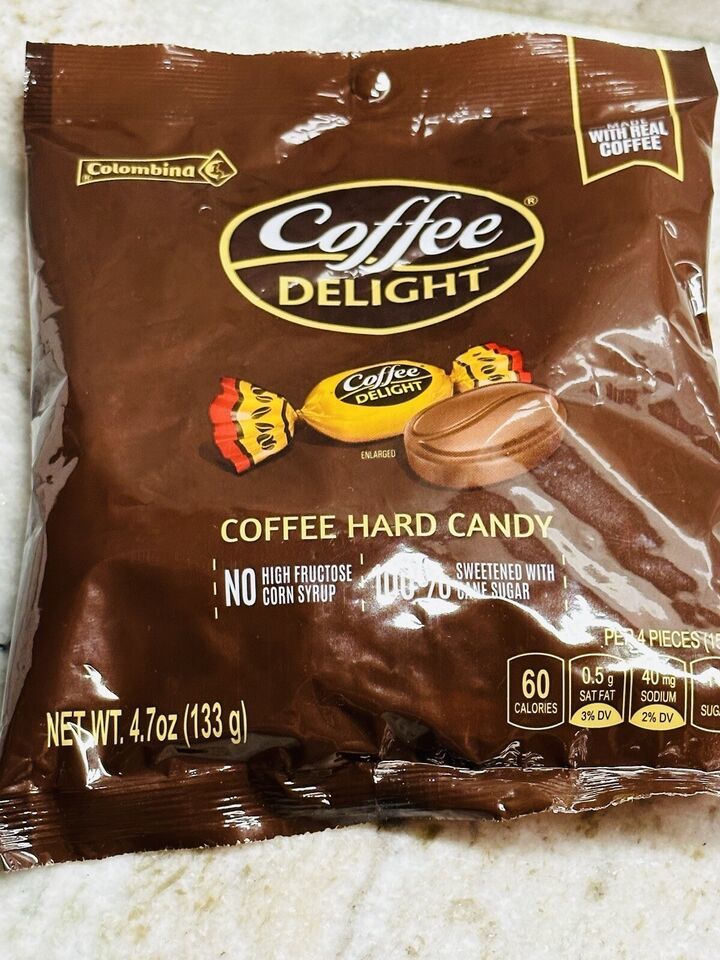 Colombina
MADE
WITH REAL
COFFEE
Coffee
DELIGHT
®
Coffee
DELIGHT
ENLARGED
COFFEE HARD CANDY
NO HIGH FRUCTOSE
CORN SYRUP
100% SWEETENED WITH
CANE SUGAR
4 PIECES
60
CALORIES
0.5 g
SAT FAT
3% DV
40 mg
SODIUM
2% DV
NET WT. 4.7oz (133 g)